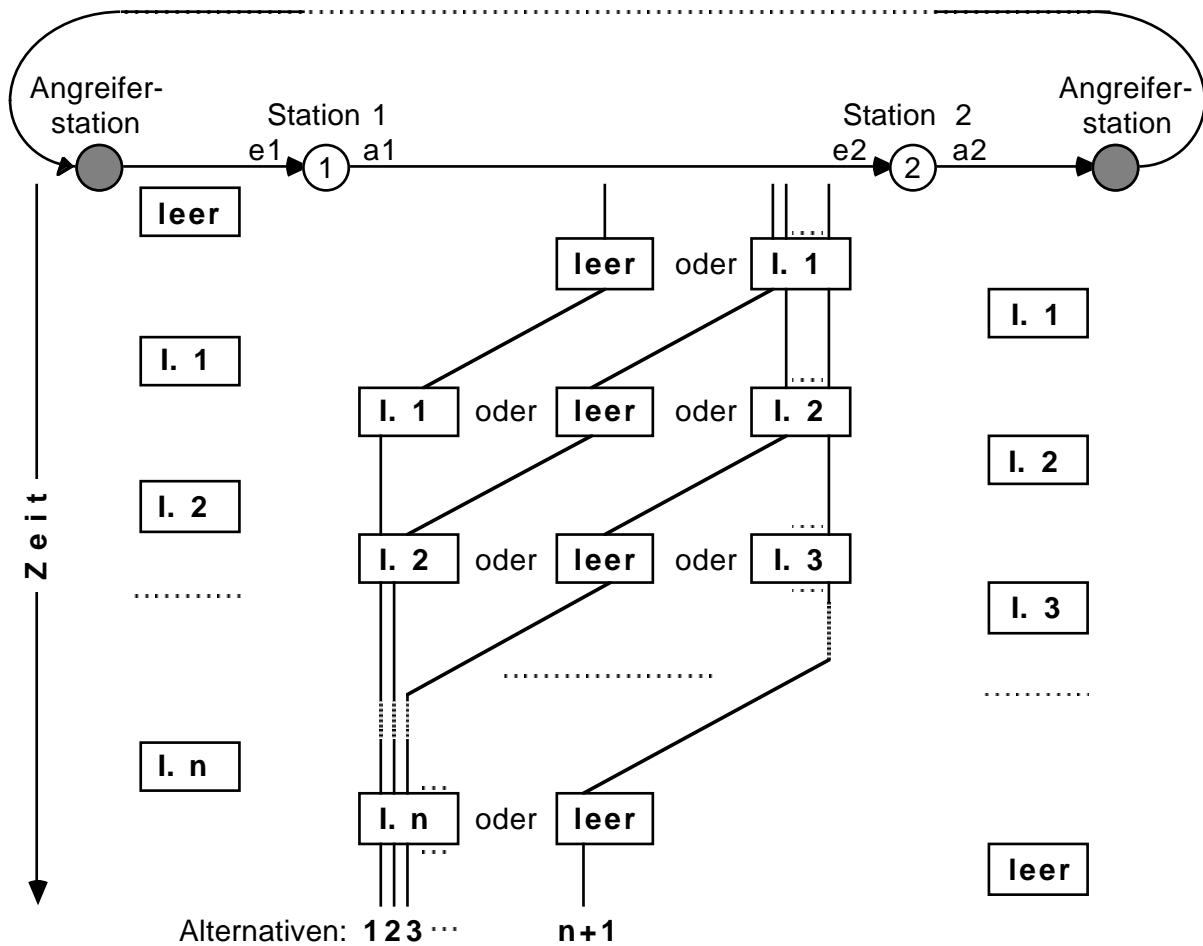 Angreifer-
station
Station 1
Station 2
Angreifer-
station
e1
1
a1
e2
2
a2
leer
leer oder I. 1
I. 1
I. 1
I. 1 oder leer oder I. 2
I. 2
I. 2
I. 2 oder leer oder I. 3
I. 3
Zeit
I. n
I. n oder leer
leer
Alternativen: 1 2 3 ... n+1